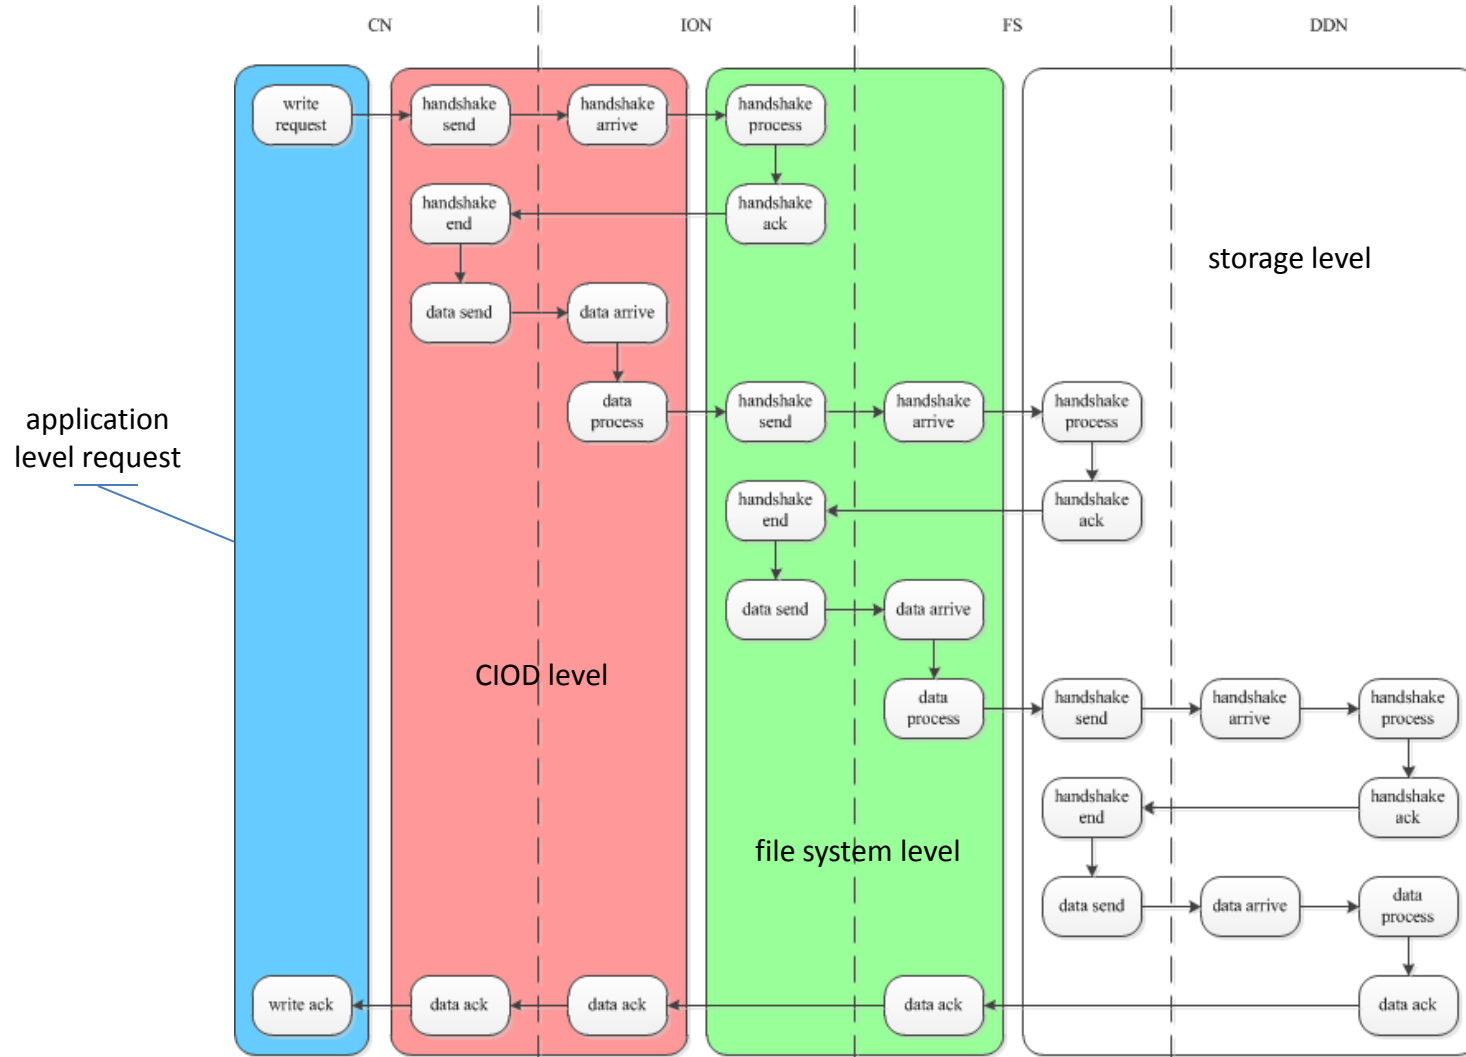 CN
ION
FS
DDN
write
request
handshake
send
handshake
arrive
handshake
process
handshake
end
handshake
ack
storage level
data send
data arrive
application
level request
data
process
handshake
send
handshake
arrive
handshake
process
handshake
end
handshake
ack
data send
data arrive
CIOD level
data
process
handshake
send
handshake
arrive
handshake
process
handshake
end
handshake
ack
file system level
data send
data arrive
data
process
write ack
data ack
data ack
data ack
data ack